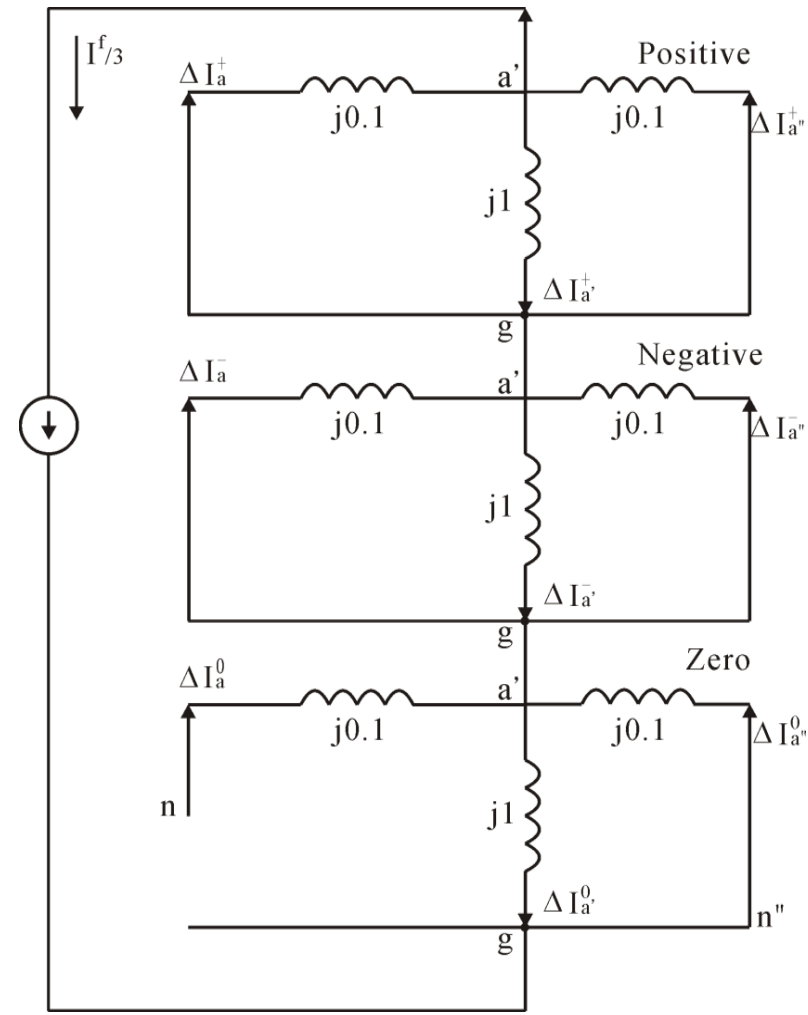 I^f/3
Positive
ΔI_a^+
a'
j0.1
j0.1
ΔI_a''^+
j1
ΔI_a'^+
g
Negative
ΔI_a^-
a'
j0.1
j0.1
ΔI_a''^-
j1
ΔI_a'^-
g
Zero
ΔI_a^0
a'
j0.1
j0.1
ΔI_a''^0
n
j1
ΔI_a'^0
n"
g